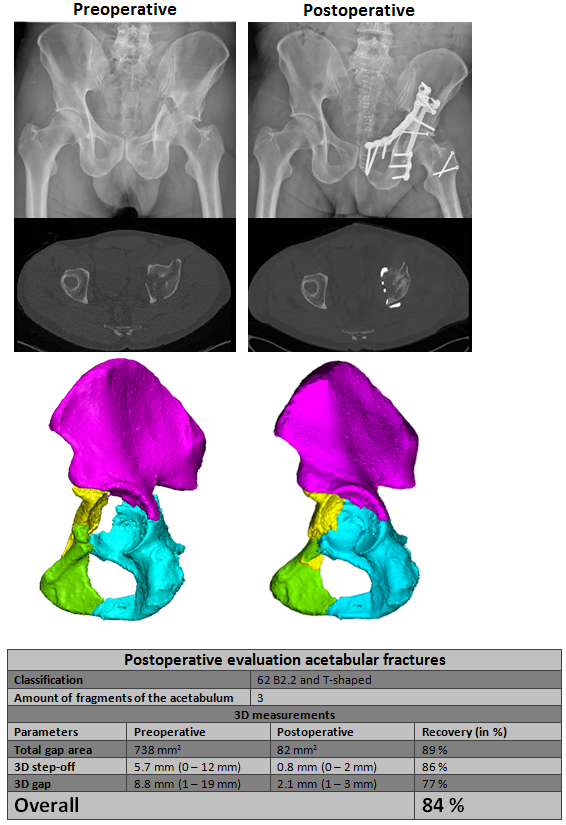 Preoperative Postoperative
Postoperative evaluation acetabular fractures
Classification 62 B2.2 and T-shaped
Amount of fragments of the acetabulum 3
3D measurements
Parameters Preoperative Postoperative Recovery (in %)
Total gap area 738 mm² 82 mm² 89 %
3D step-off 5.7 mm (0 – 12 mm) 0.8 mm (0 – 2 mm) 86 %
3D gap 8.8 mm (1 – 19 mm) 2.1 mm (1 – 3 mm) 77 %
Overall 84 %